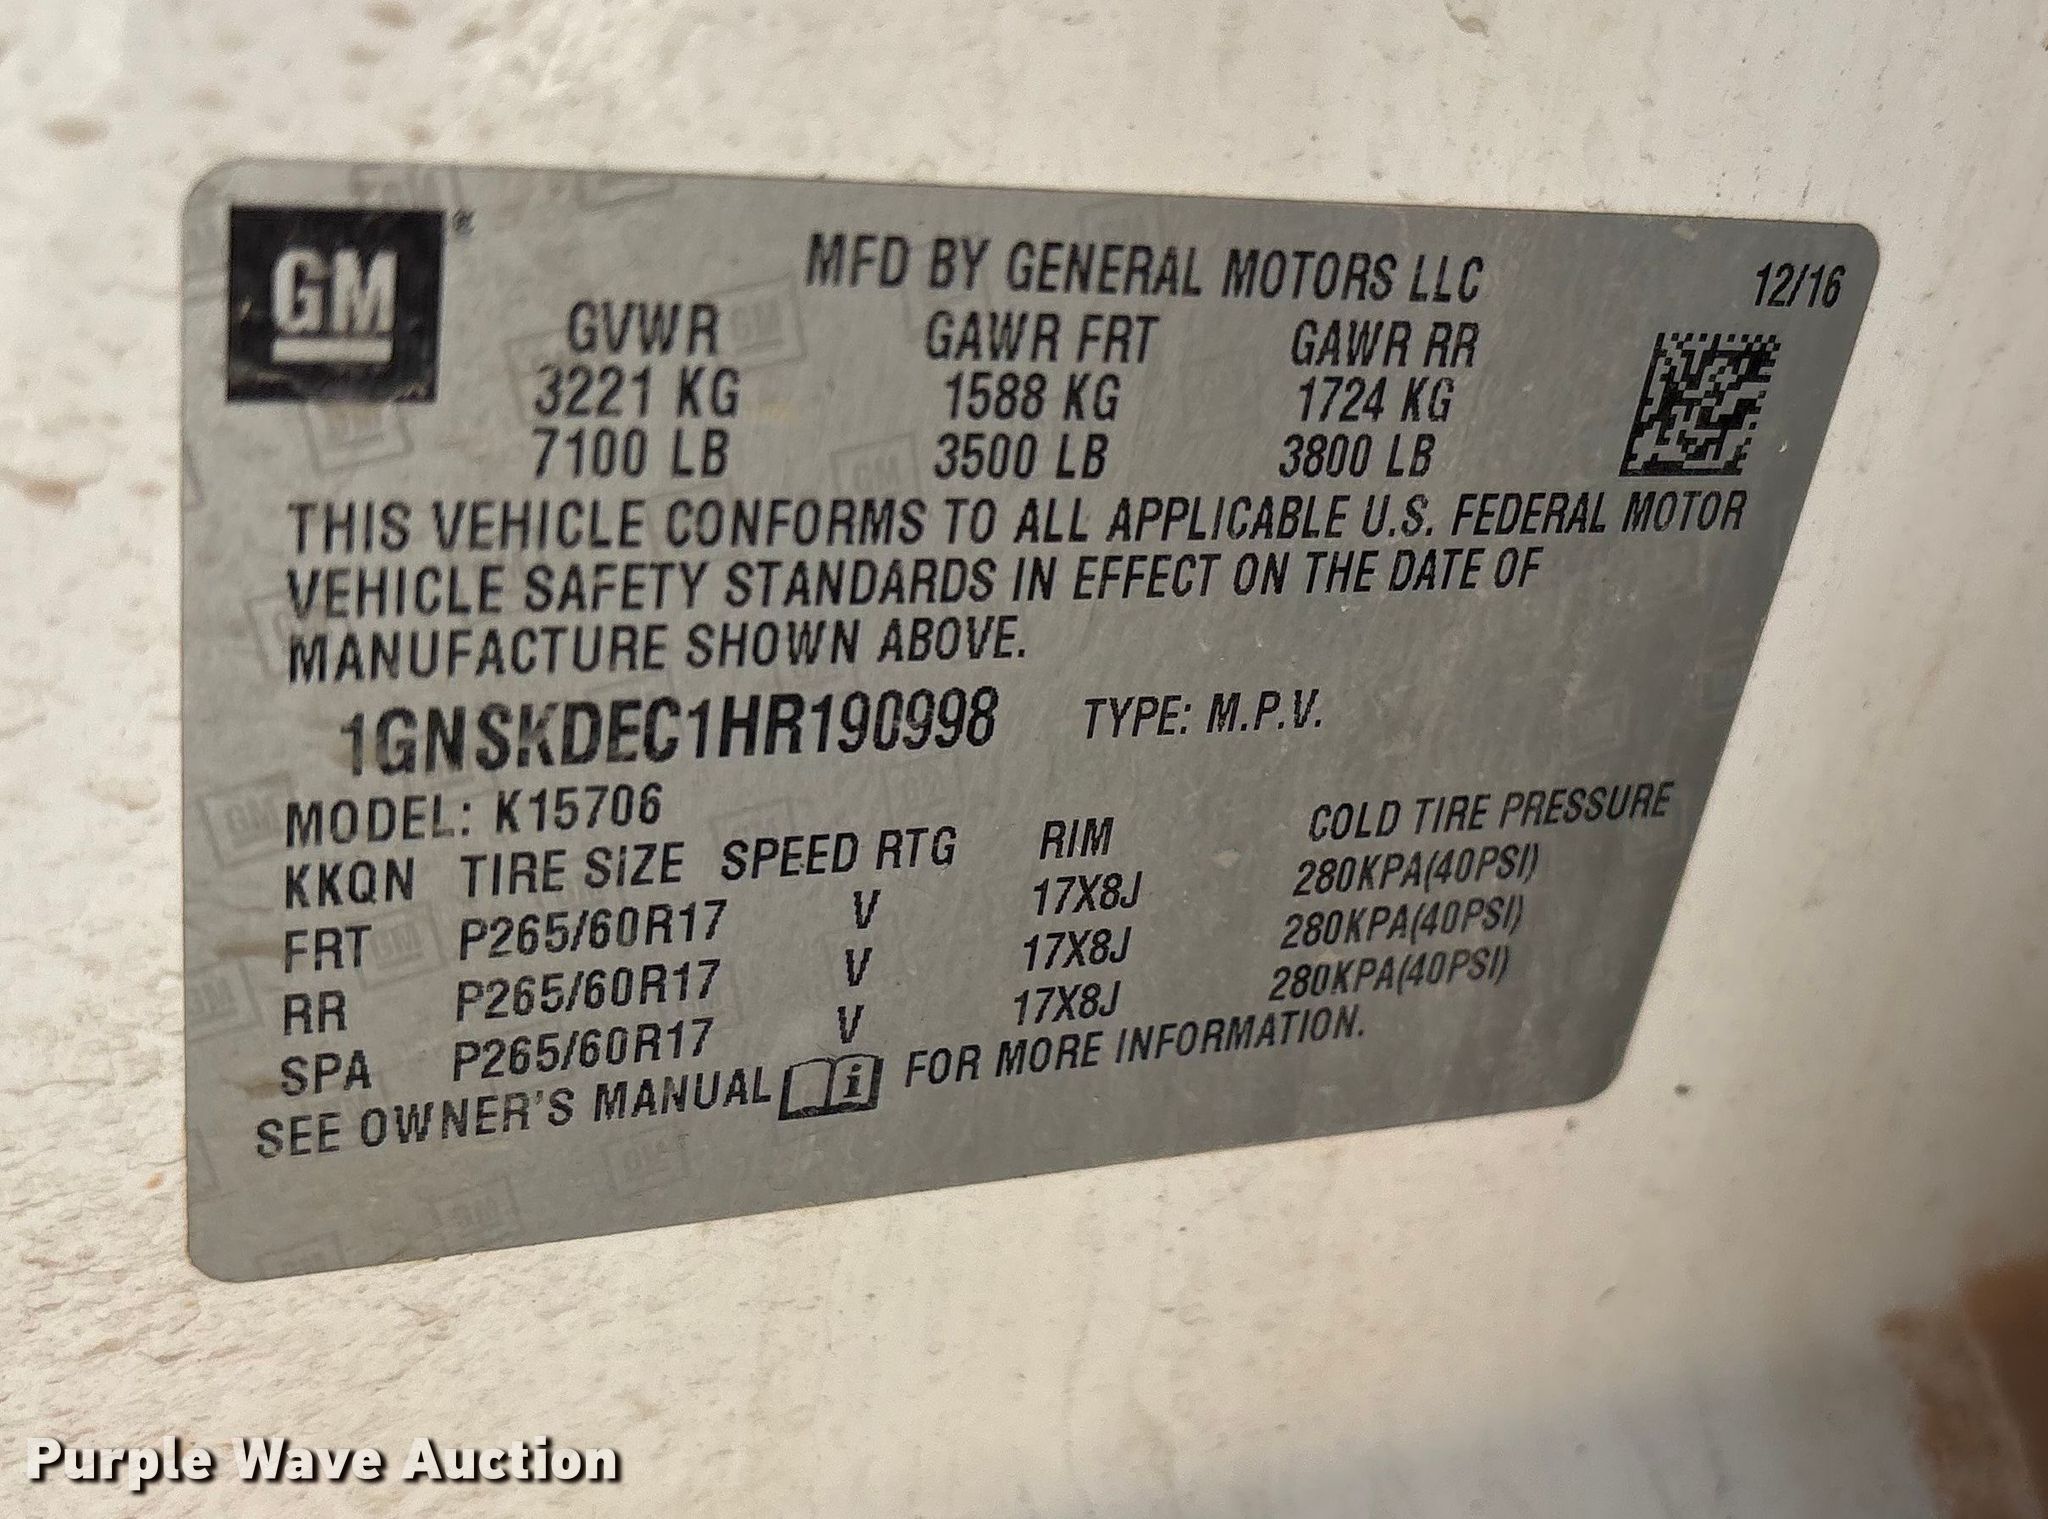 GM®
MFD BY GENERAL MOTORS LLC
12/16
GVWR GAWR FRT GAWR RR
3221 KG 1588 KG 1724 KG
7100 LB 3500 LB 3800 LB
THIS VEHICLE CONFORMS TO ALL APPLICABLE U.S. FEDERAL MOTOR
VEHICLE SAFETY STANDARDS IN EFFECT ON THE DATE OF
MANUFACTURE SHOWN ABOVE.
1GNSKDEC1HR190998 TYPE: M.P.V.
MODEL: K15706
KKQN TIRE SIZE SPEED RTG RIM COLD TIRE PRESSURE
FRT P265/60R17 V 17X8J 280KPA(40PSI)
RR P265/60R17 V 17X8J 280KPA(40PSI)
SPA P265/60R17 V 17X8J 280KPA(40PSI)
SEE OWNER'S MANUAL i FOR MORE INFORMATION.
Purple Wave Auction